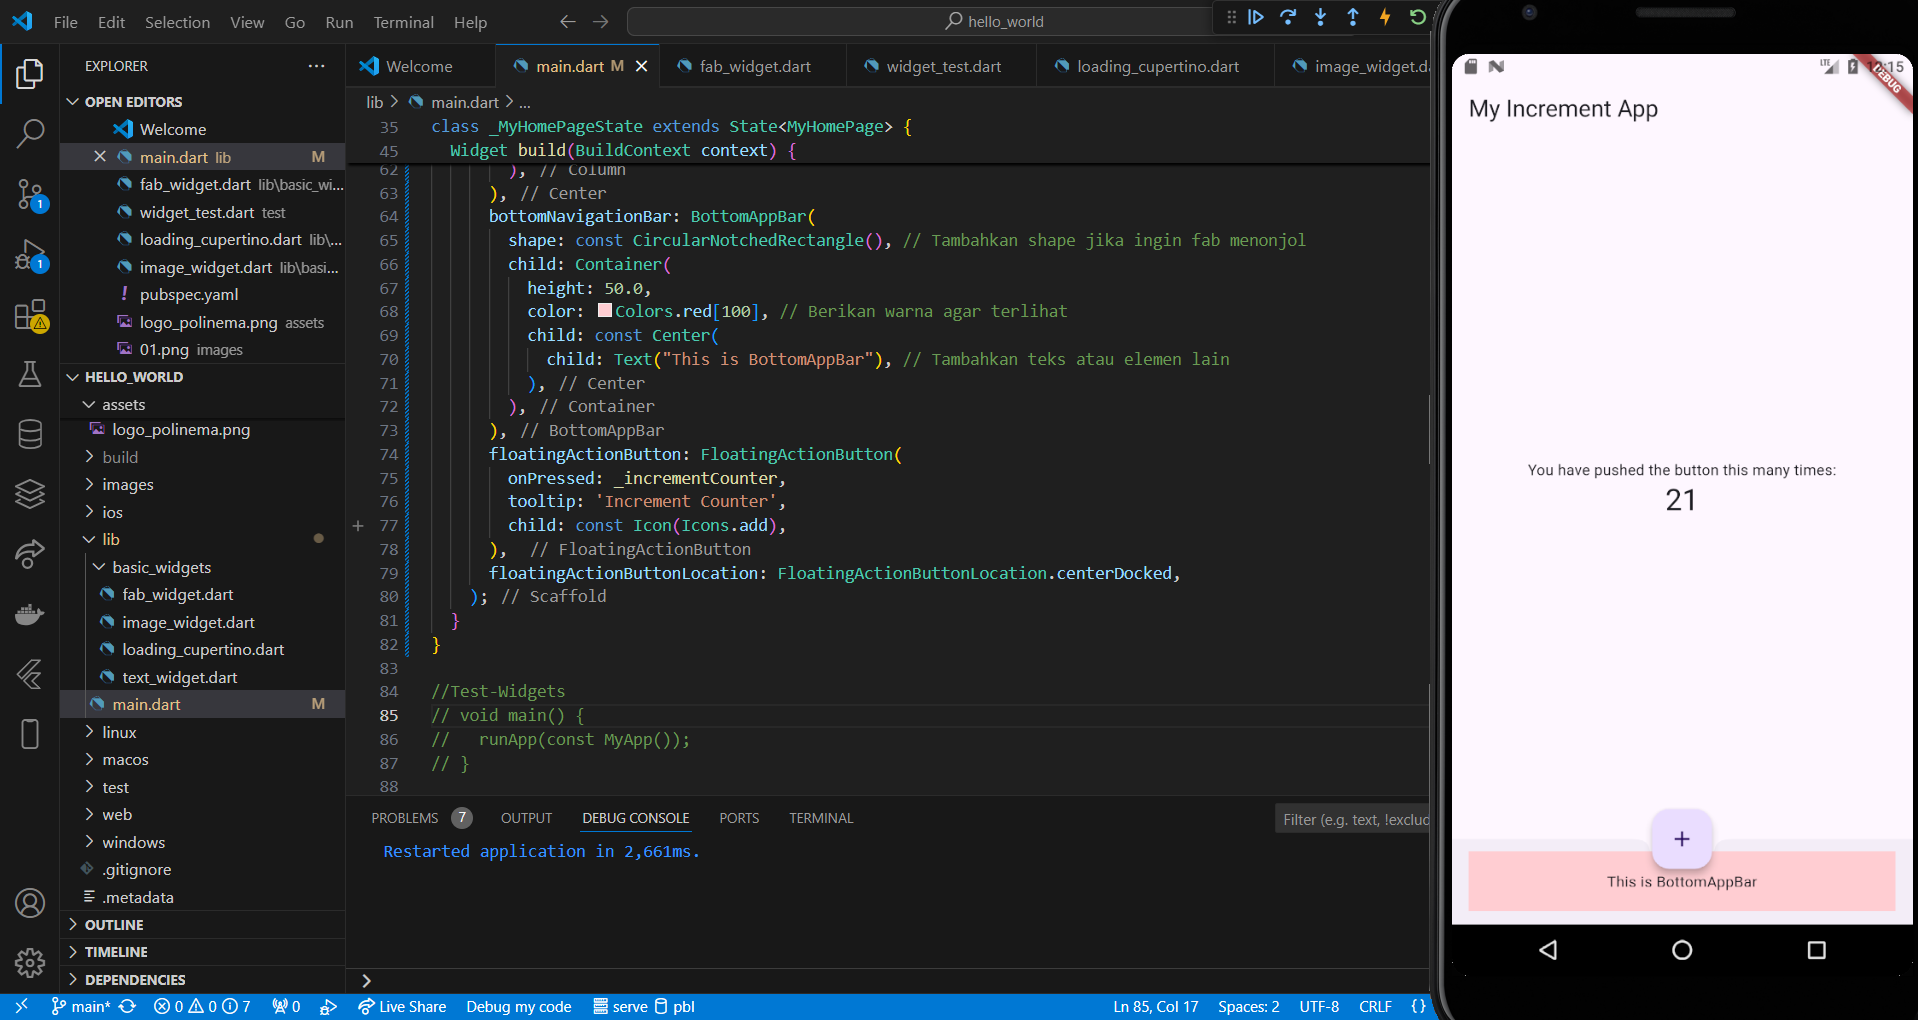 File Edit Selection View Go Run Terminal Help
hello_world
EXPLORER
OPEN EDITORS
Welcome
main.dart lib M
fab_widget.dart lib\basic_wi...
widget_test.dart test
loading_cupertino.dart lib\...
image_widget.dart lib\basi...
! pubspec.yaml
logo_polinema.png assets
01.png images
HELLO_WORLD
assets
logo_polinema.png
build
images
ios
lib
basic_widgets
fab_widget.dart
image_widget.dart
loading_cupertino.dart
text_widget.dart
main.dart M
linux
macos
test
web
windows
.gitignore
.metadata
OUTLINE
TIMELINE
DEPENDENCIES
1
1
Welcome main.dart M fab_widget.dart widget_test.dart loading_cupertino.dart image_widget.da
lib > main.dart > ...
35 class _MyHomePageState extends State<MyHomePage> {
45 Widget build(BuildContext context) {
62 ), // Column
63 ), // Center
64 bottomNavigationBar: BottomAppBar(
65 shape: const CircularNotchedRectangle(), // Tambahkan shape jika ingin fab menonjol
66 child: Container(
67 height: 50.0,
68 color: Colors.red[100], // Berikan warna agar terlihat
69 child: const Center(
70 child: Text("This is BottomAppBar"), // Tambahkan teks atau elemen lain
71 ), // Center
72 ), // Container
73 ), // BottomAppBar
74 floatingActionButton: FloatingActionButton(
75 onPressed: _incrementCounter,
76 tooltip: 'Increment Counter',
77 child: const Icon(Icons.add),
78 ), // FloatingActionButton
79 floatingActionButtonLocation: FloatingActionButtonLocation.centerDocked,
80 ); // Scaffold
81 }
82 }
83
84 //Test-Widgets
85 // void main() {
86 // runApp(const MyApp());
87 // }
88
PROBLEMS 7 OUTPUT DEBUG CONSOLE PORTS TERMINAL
Filter (e.g. text, !exclud
Restarted application in 2,661ms.
main* 0 0 7 0 Live Share Debug my code serve pbl
Ln 85, Col 17 Spaces: 2 UTF-8 CRLF {}
LTE 12:15
DEBUG
My Increment App
You have pushed the button this many times:
21
+
This is BottomAppBar